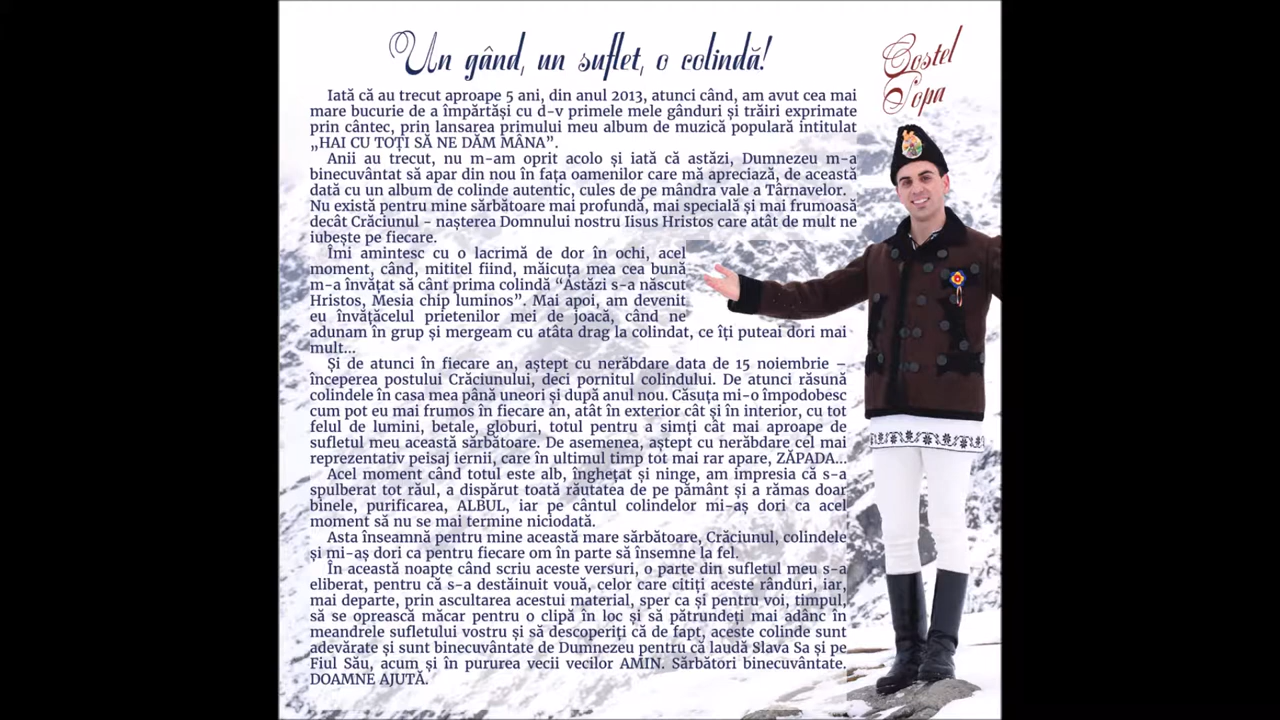 Un gând, un suflet, o colindă!
Costel
Popa
Iată că au trecut aproape 5 ani, din anul 2013, atunci când, am avut cea mai
mare bucurie de a împărtăși cu d-v primele mele gânduri și trăiri exprimate
prin cântec, prin lansarea primului meu album de muzică populară intitulat
„HAI CU TOȚI SĂ NE DĂM MÂNA”.
Anii au trecut, nu m-am oprit acolo și iată că astăzi, Dumnezeu m-a
binecuvântat să apar din nou în fața oamenilor care mă apreciază, de această
dată cu un album de colinde autentic, cules de pe mândra vale a Târnavelor.
Nu există pentru mine sărbătoare mai profundă, mai specială și mai frumoasă
decât Crăciunul - nașterea Domnului nostru Iisus Hristos care atât de mult ne
iubește pe fiecare.
Îmi amintesc cu o lacrimă de dor în ochi, acel
moment, când, mititel fiind, măicuța mea cea bună
m-a învățat să cânt prima colindă “Astăzi s-a născut
Hristos, Mesia chip luminos”. Mai apoi, am devenit
eu învățăcelul prietenilor mei de joacă, când ne
adunam în grup și mergeam cu atâta drag la colindat, ce îți puteai dori mai
mult...
Și de atunci în fiecare an, aștept cu nerăbdare data de 15 noiembrie –
începerea postului Crăciunului, deci pornitul colindului. De atunci răsună
colindele în casa mea până uneori și după anul nou. Căsuța mi-o împodobesc
cum pot eu mai frumos în fiecare an, atât în exterior cât și în interior, cu tot
felul de lumini, betale, globuri, totul pentru a simți cât mai aproape de
sufletul meu această sărbătoare. De asemenea, aștept cu nerăbdare cel mai
reprezentativ peisaj iernii, care în ultimul timp tot mai rar apare, ZĂPADA...
Acel moment când totul este alb, înghețat și ninge, am impresia că s-a
spulberat tot răul, a dispărut toată răutatea de pe pământ și a rămas doar
binele, purificarea, ALBUL, iar pe cântul colindelor mi-aș dori ca acel
moment să nu se mai termine niciodată.
Asta înseamnă pentru mine această mare sărbătoare, Crăciunul, colindele
și mi-aș dori ca pentru fiecare om în parte să însemne la fel.
În această noapte când scriu aceste versuri, o parte din sufletul meu s-a
eliberat, pentru că s-a destăinuit vouă, celor care citiți aceste rânduri, iar,
mai departe, prin ascultarea acestui material, sper ca și pentru voi, timpul,
să se oprească măcar pentru o clipă în loc și să pătrundeți mai adânc în
meandrele sufletului vostru și să descoperiți că de fapt, aceste colinde sunt
adevărate și sunt binecuvântate de Dumnezeu pentru că laudă Slava Sa și pe
Fiul Său, acum și în pururea vecii vecilor AMIN. Sărbători binecuvântate.
DOAMNE AJUTĂ.